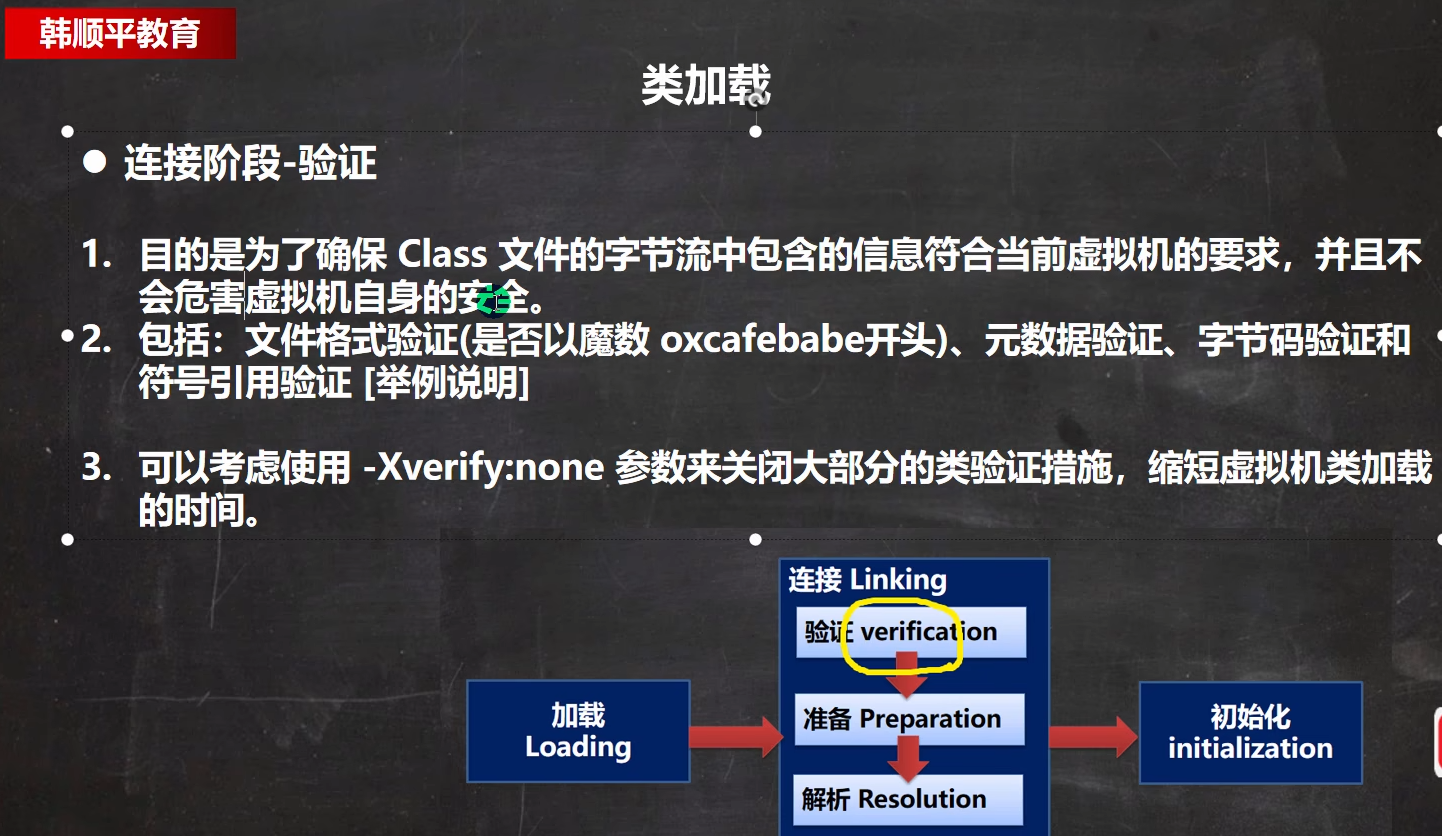 韩顺平教育
类加载
● 连接阶段-验证
1. 目的是为了确保 Class 文件的字节流中包含的信息符合当前虚拟机的要求，并且不
会危害虚拟机自身的安全。
2. 包括：文件格式验证(是否以魔数 oxcafebabe开头)、元数据验证、字节码验证和
符号引用验证 [举例说明]
3. 可以考虑使用 -Xverify:none 参数来关闭大部分的类验证措施，缩短虚拟机类加载
的时间。
连接 Linking
验证 verification
准备 Preparation
解析 Resolution
加载
Loading
初始化
initialization